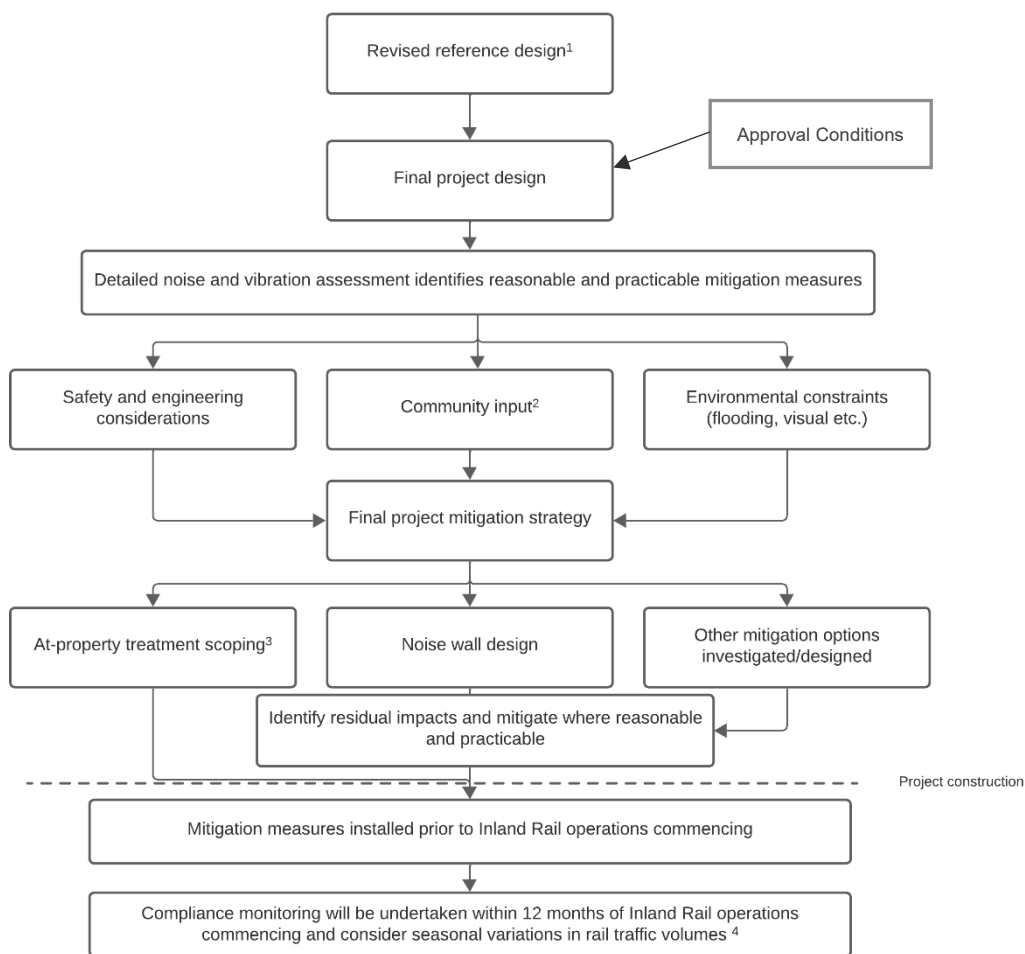 Revised reference design¹
Approval Conditions
Final project design
Detailed noise and vibration assessment identifies reasonable and practicable mitigation measures
Safety and engineering
considerations
Community input²
Environmental constraints
(flooding, visual etc.)
Final project mitigation strategy
At-property treatment scoping³
Noise wall design
Other mitigation options
investigated/designed
Identify residual impacts and mitigate where reasonable
and practicable
Project construction
Mitigation measures installed prior to Inland Rail operations commencing
Compliance monitoring will be undertaken within 12 months of Inland Rail operations
commencing and consider seasonal variations in rail traffic volumes ⁴